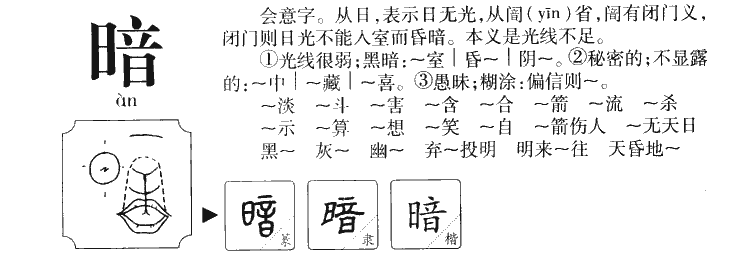 暗
àn
会意字。从日,表示日无光,从訚(yīn)省,訚有闭门义,
闭门则日光不能入室而昏暗。本义是光线不足。
①光线很弱;黑暗:~室|昏~|阴~。②秘密的;不显露
的:~中|~藏|~喜。③愚昧;糊涂:偏信则~。
~淡 ~斗 ~害 ~含 ~合 ~箭 ~流 ~杀
~示 ~算 ~想 ~笑 ~自 ~箭伤人 ~无天日
黑~ 灰~ 幽~ 弃~投明 明来~往 天昏地~
暗 篆 暗 隶 暗 楷